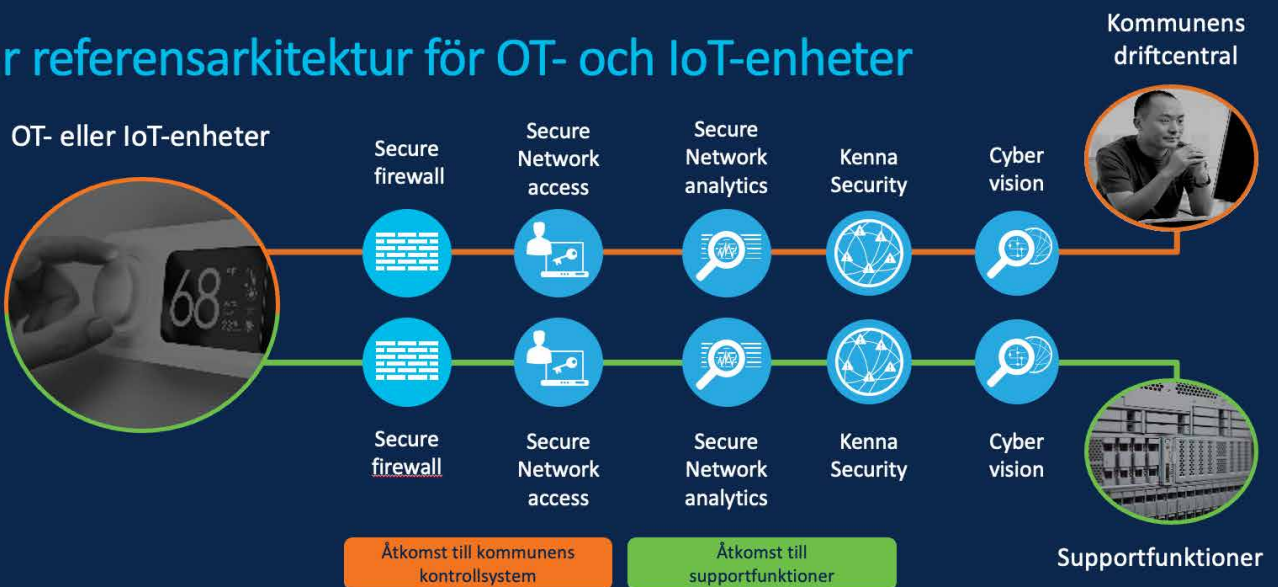 r referensarkitektur för OT- och IoT-enheter
Kommunens
driftcentral
OT- eller IoT-enheter
Secure
firewall
Secure
Network
access
Secure
Network
analytics
Kenna
Security
Cyber
vision
68
Secure
firewall
Secure
Network
access
Secure
Network
analytics
Kenna
Security
Cyber
vision
Åtkomst till kommunens
kontrollsystem
Åtkomst till
supportfunktioner
Supportfunktioner